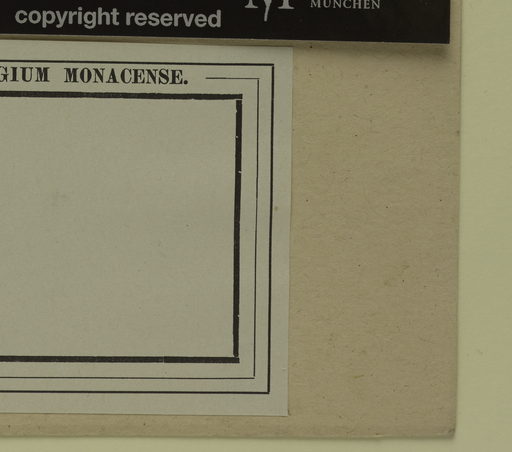 copyright reserved
MÜNCHEN
GIUM MONACENSE.